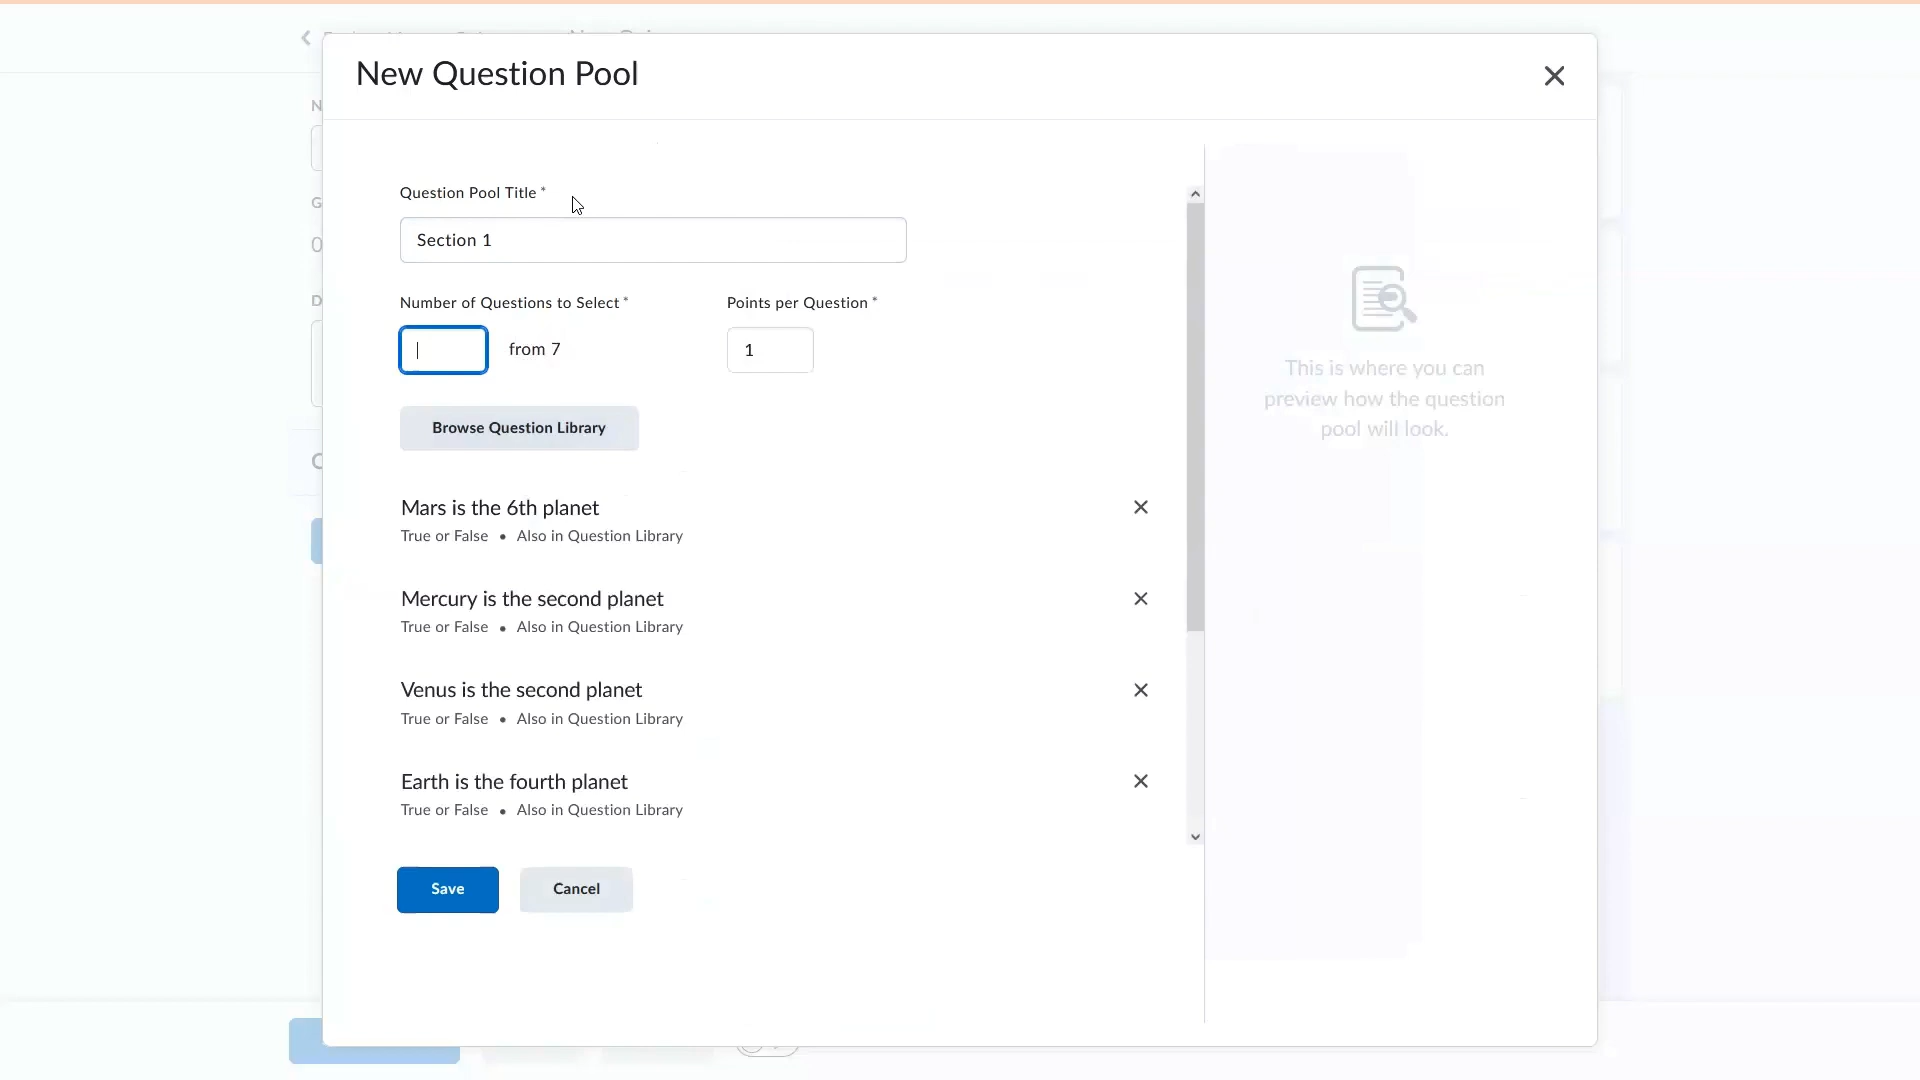 New Question Pool
Question Pool Title *
Section 1
Number of Questions to Select *
Points per Question *
from 7
1
Browse Question Library
Mars is the 6th planet
True or False • Also in Question Library
Mercury is the second planet
True or False • Also in Question Library
Venus is the second planet
True or False • Also in Question Library
Earth is the fourth planet
True or False • Also in Question Library
Save
Cancel
This is where you can
preview how the question
pool will look.